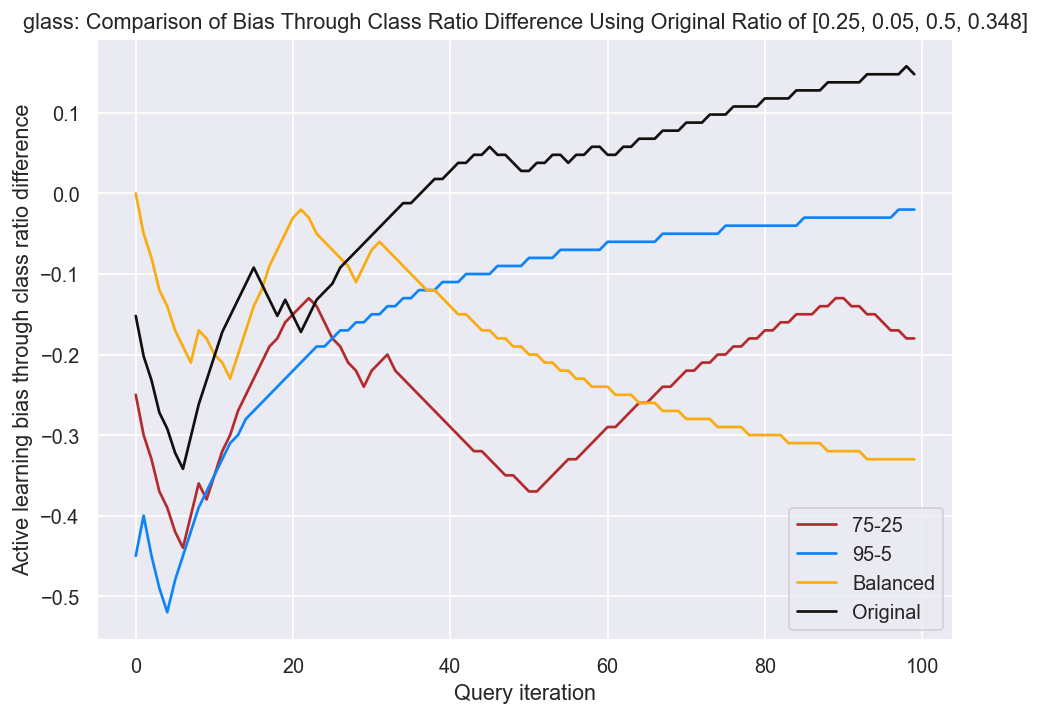 glass: Comparison of Bias Through Class Ratio Difference Using Original Ratio of [0.25, 0.05, 0.5, 0.348]
Active learning bias through class ratio difference
0.1
0.0
−0.1
−0.2
−0.3
−0.4
−0.5
75-25
95-5
Balanced
Original
0 20 40 60 80 100
Query iteration